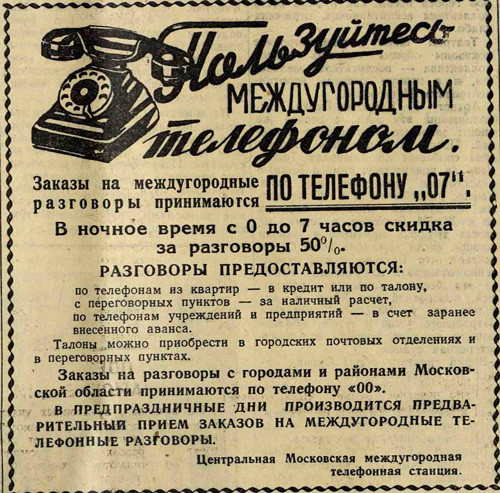 Пользуйтесь
МЕЖДУГОРОДНЫМ
телефоном.
Заказы на междугородные
разговоры принимаются
ПО ТЕЛЕФОНУ „07".
В ночное время с 0 до 7 часов скидка
за разговоры 50%.
РАЗГОВОРЫ ПРЕДОСТАВЛЯЮТСЯ:
по телефонам из квартир — в кредит или по талону,
с переговорных пунктов — за наличный расчет,
по телефонам учреждений и предприятий — в счет заранее
внесенного аванса.
Талоны можно приобрести в городских почтовых отделениях и
в переговорных пунктах.
Заказы на разговоры с городами и районами Москов-
ской области принимаются по телефону «00».
В ПРЕДПРАЗДНИЧНЫЕ ДНИ ПРОИЗВОДИТСЯ ПРЕДВА-
РИТЕЛЬНЫЙ ПРИЕМ ЗАКАЗОВ НА МЕЖДУГОРОДНЫЕ ТЕ-
ЛЕФОННЫЕ РАЗГОВОРЫ.
Центральная Московская междугородная
телефонная станция.